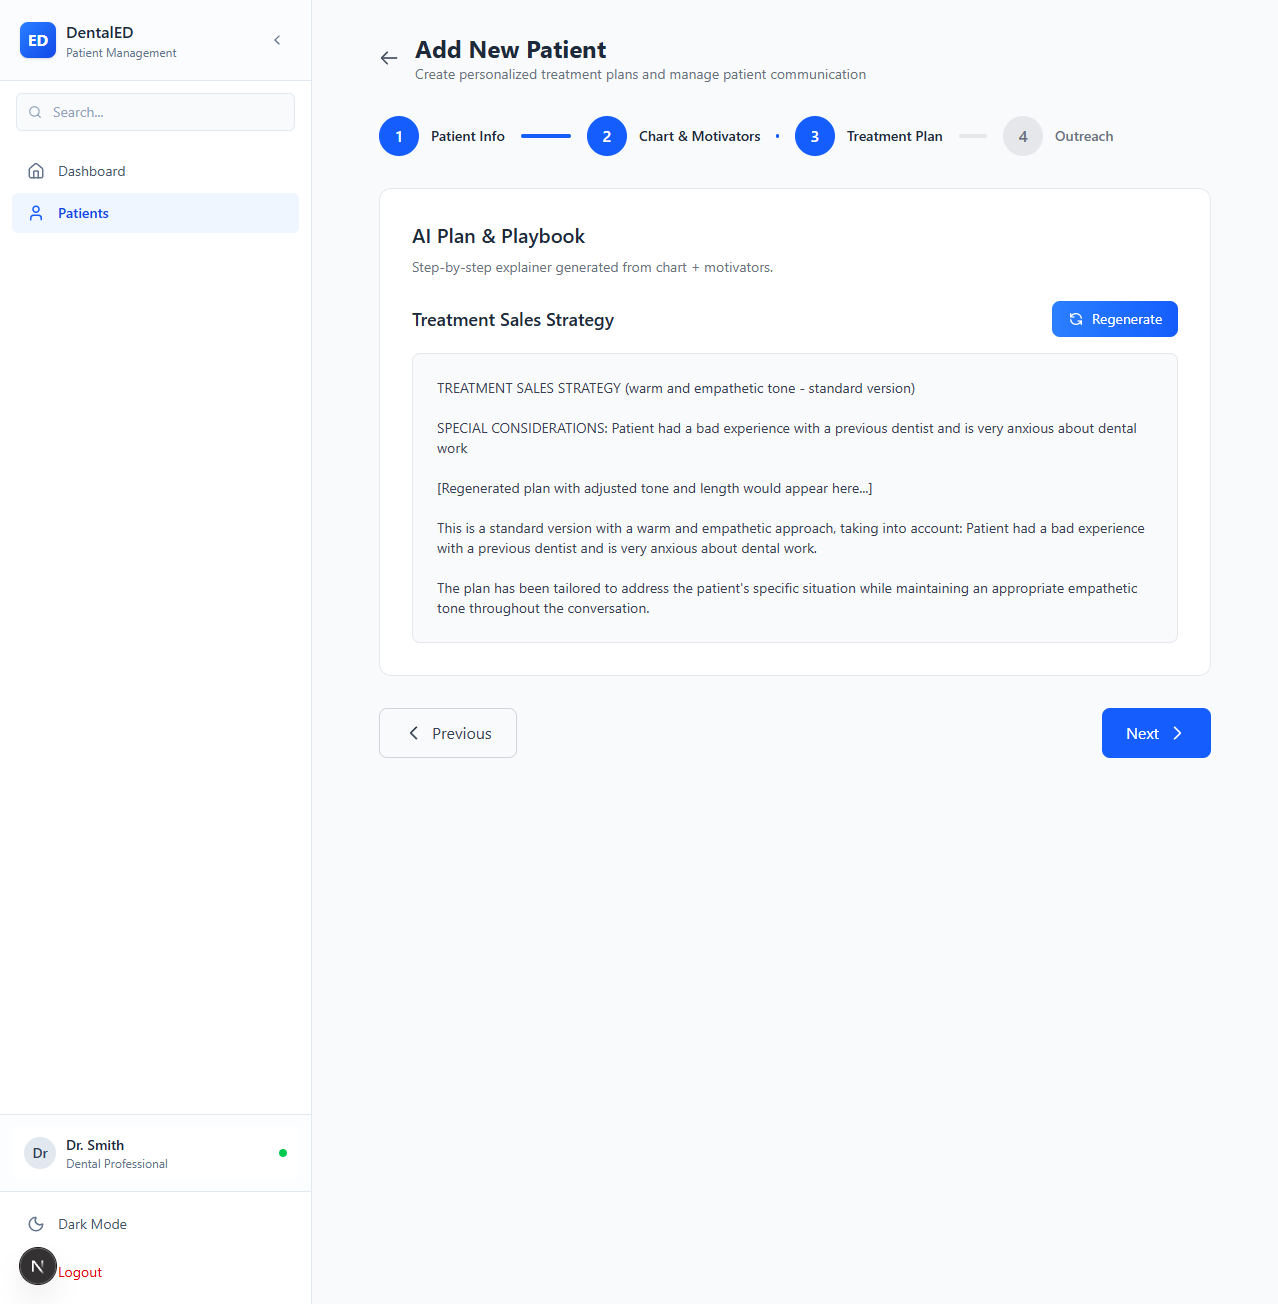 ED
DentalED
Patient Management
Search...
Dashboard
Patients
Dr
Dr. Smith
Dental Professional
Dark Mode
N
Logout
Add New Patient
Create personalized treatment plans and manage patient communication
1 Patient Info 2 Chart & Motivators 3 Treatment Plan 4 Outreach
AI Plan & Playbook
Step-by-step explainer generated from chart + motivators.
Treatment Sales Strategy
Regenerate
TREATMENT SALES STRATEGY (warm and empathetic tone - standard version)
SPECIAL CONSIDERATIONS: Patient had a bad experience with a previous dentist and is very anxious about dental
work
[Regenerated plan with adjusted tone and length would appear here...]
This is a standard version with a warm and empathetic approach, taking into account: Patient had a bad experience
with a previous dentist and is very anxious about dental work.
The plan has been tailored to address the patient's specific situation while maintaining an appropriate empathetic
tone throughout the conversation.
Previous
Next